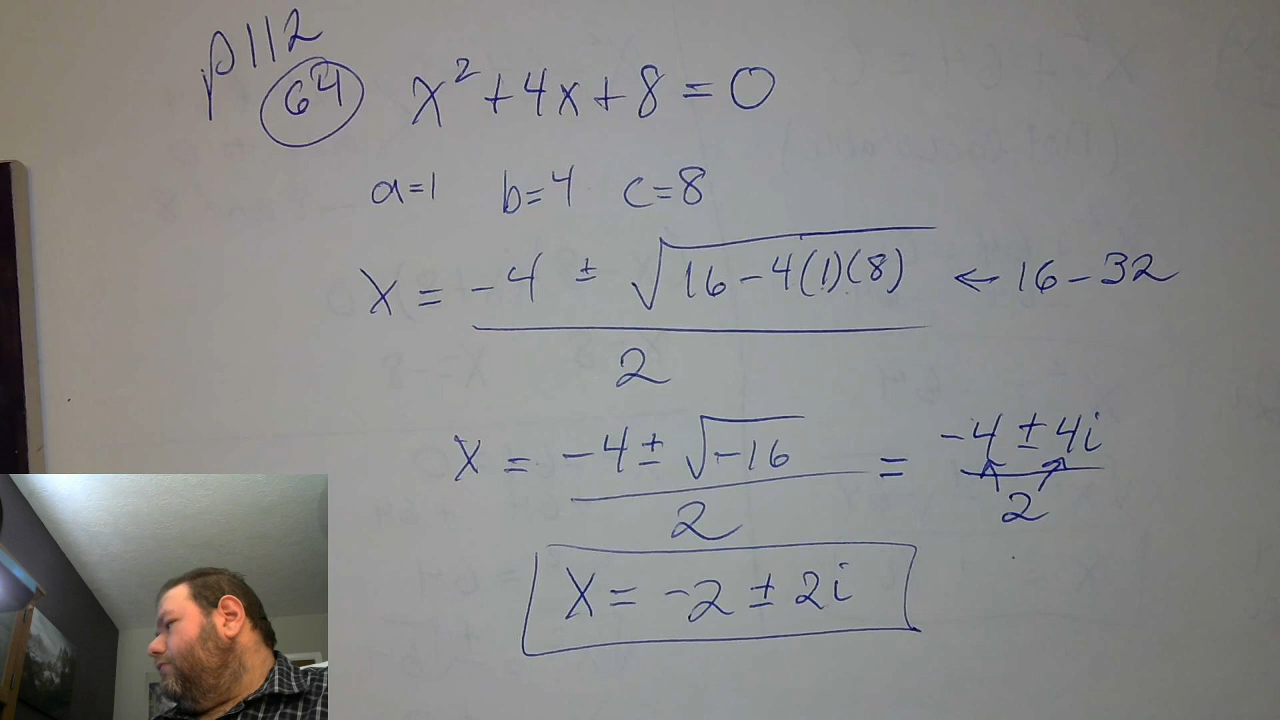 p112
64 x² + 4x + 8 = 0
a=1 b=4 c=8
X = -4 ± √16-4(1)(8) ← 16-32
2
X = -4 ± √-16 = -4 ± 4i
2 2
X = -2 ± 2i